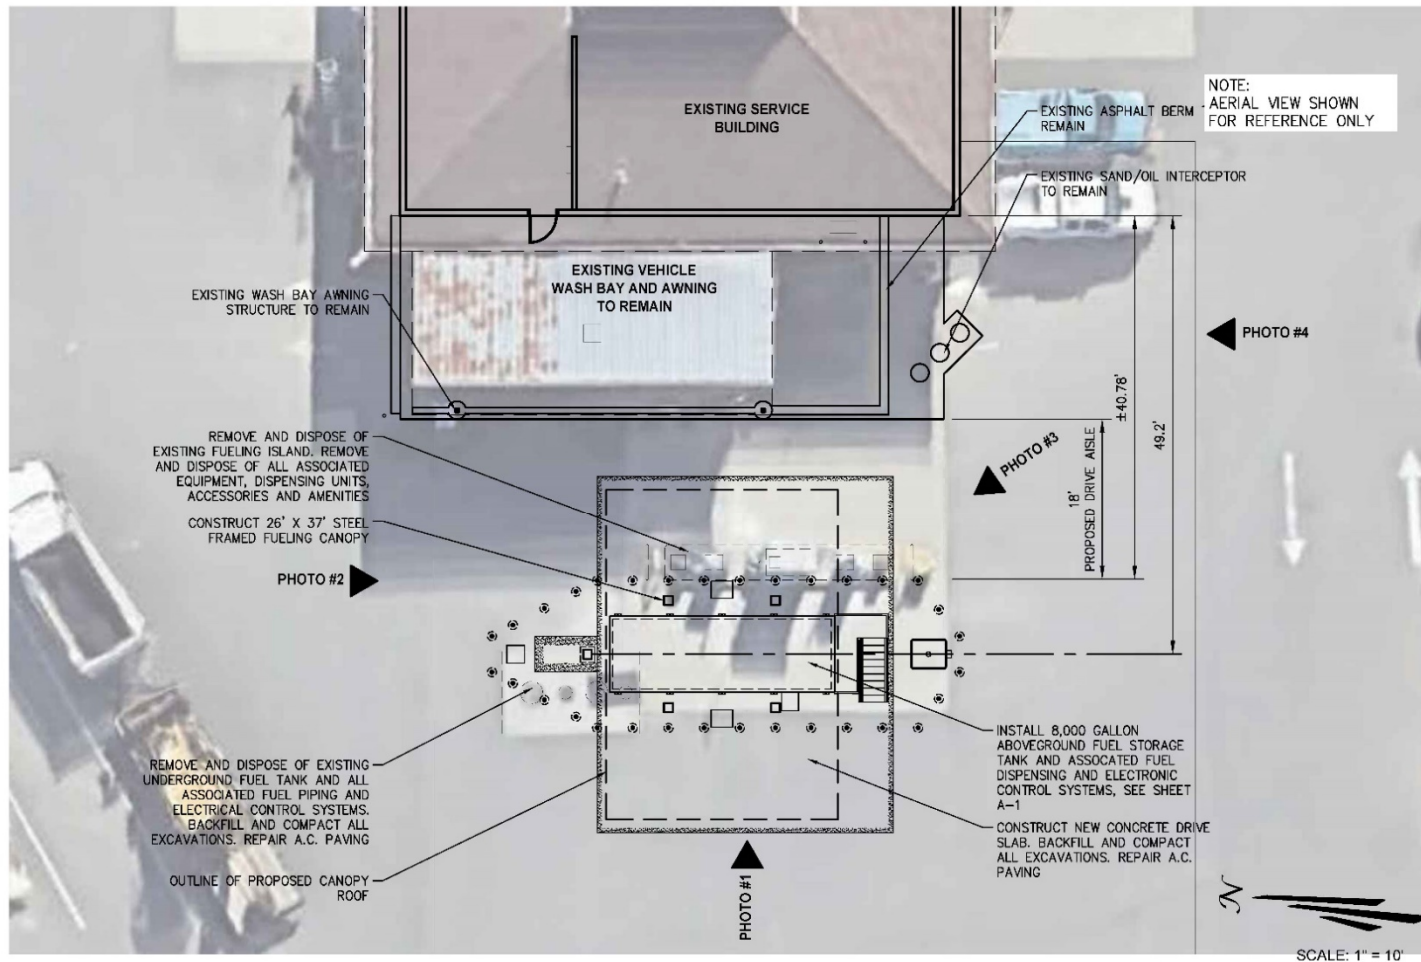 EXISTING SERVICE
BUILDING
EXISTING ASPHALT BERM
REMAIN
NOTE:
AERIAL VIEW SHOWN
FOR REFERENCE ONLY
EXISTING SAND/OIL INTERCEPTOR
TO REMAIN
EXISTING VEHICLE
WASH BAY AND AWNING
TO REMAIN
EXISTING WASH BAY AWNING
STRUCTURE TO REMAIN
PHOTO #4
±40.78'
49.2'
18'
PROPOSED DRIVE AISLE
PHOTO #3
REMOVE AND DISPOSE OF
EXISTING FUELING ISLAND. REMOVE
AND DISPOSE OF ALL ASSOCIATED
EQUIPMENT, DISPENSING UNITS,
ACCESSORIES AND AMENITIES
CONSTRUCT 26' X 37' STEEL
FRAMED FUELING CANOPY
PHOTO #2
REMOVE AND DISPOSE OF EXISTING
UNDERGROUND FUEL TANK AND ALL
ASSOCIATED FUEL PIPING AND
ELECTRICAL CONTROL SYSTEMS.
BACKFILL AND COMPACT ALL
EXCAVATIONS. REPAIR A.C. PAVING
OUTLINE OF PROPOSED CANOPY
ROOF
INSTALL 8,000 GALLON
ABOVEGROUND FUEL STORAGE
TANK AND ASSOCATED FUEL
DISPENSING AND ELECTRONIC
CONTROL SYSTEMS, SEE SHEET
A-1
CONSTRUCT NEW CONCRETE DRIVE
SLAB. BACKFILL AND COMPACT
ALL EXCAVATIONS. REPAIR A.C.
PAVING
PHOTO #1
N
SCALE: 1" = 10'